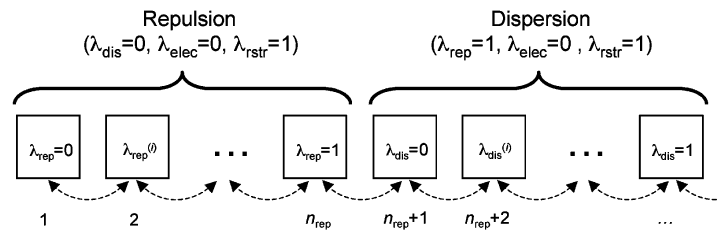 Repulsion Dispersion
(λdis=0, λelec=0, λrstr=1) (λrep=1, λelec=0 , λrstr=1)
λrep=0 λrep(i) ... λrep=1 λdis=0 λdis(i) ... λdis=1
1 2 nrep nrep+1 nrep+2 ...